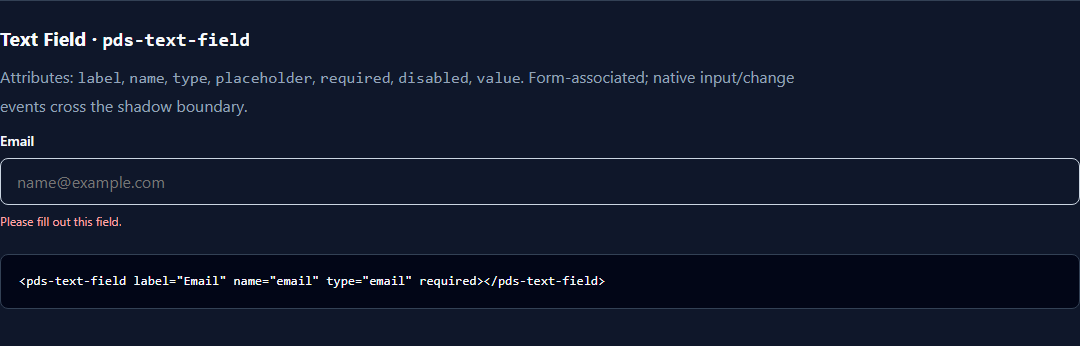 Text Field · pds-text-field
Attributes: label, name, type, placeholder, required, disabled, value. Form-associated; native input/change
events cross the shadow boundary.
Email
name@example.com
Please fill out this field.
<pds-text-field label="Email" name="email" type="email" required></pds-text-field>